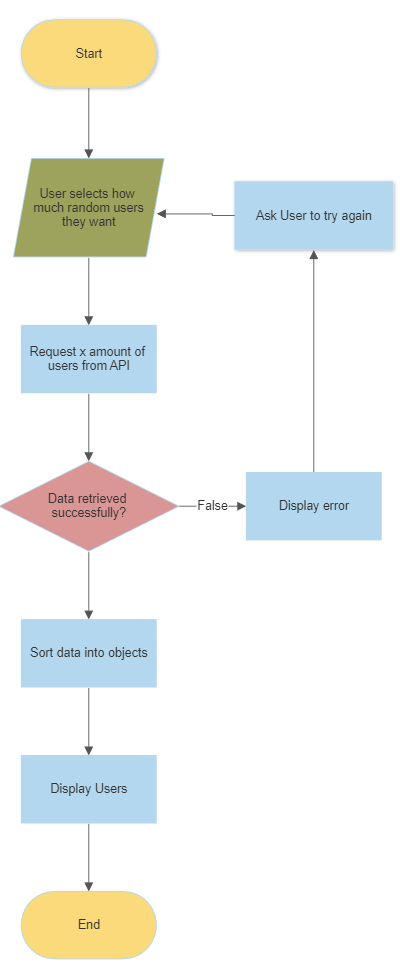 Start
User selects how
much random users
they want
Ask User to try again
Request x amount of
users from API
Data retrieved
successfully?
False
Display error
Sort data into objects
Display Users
End